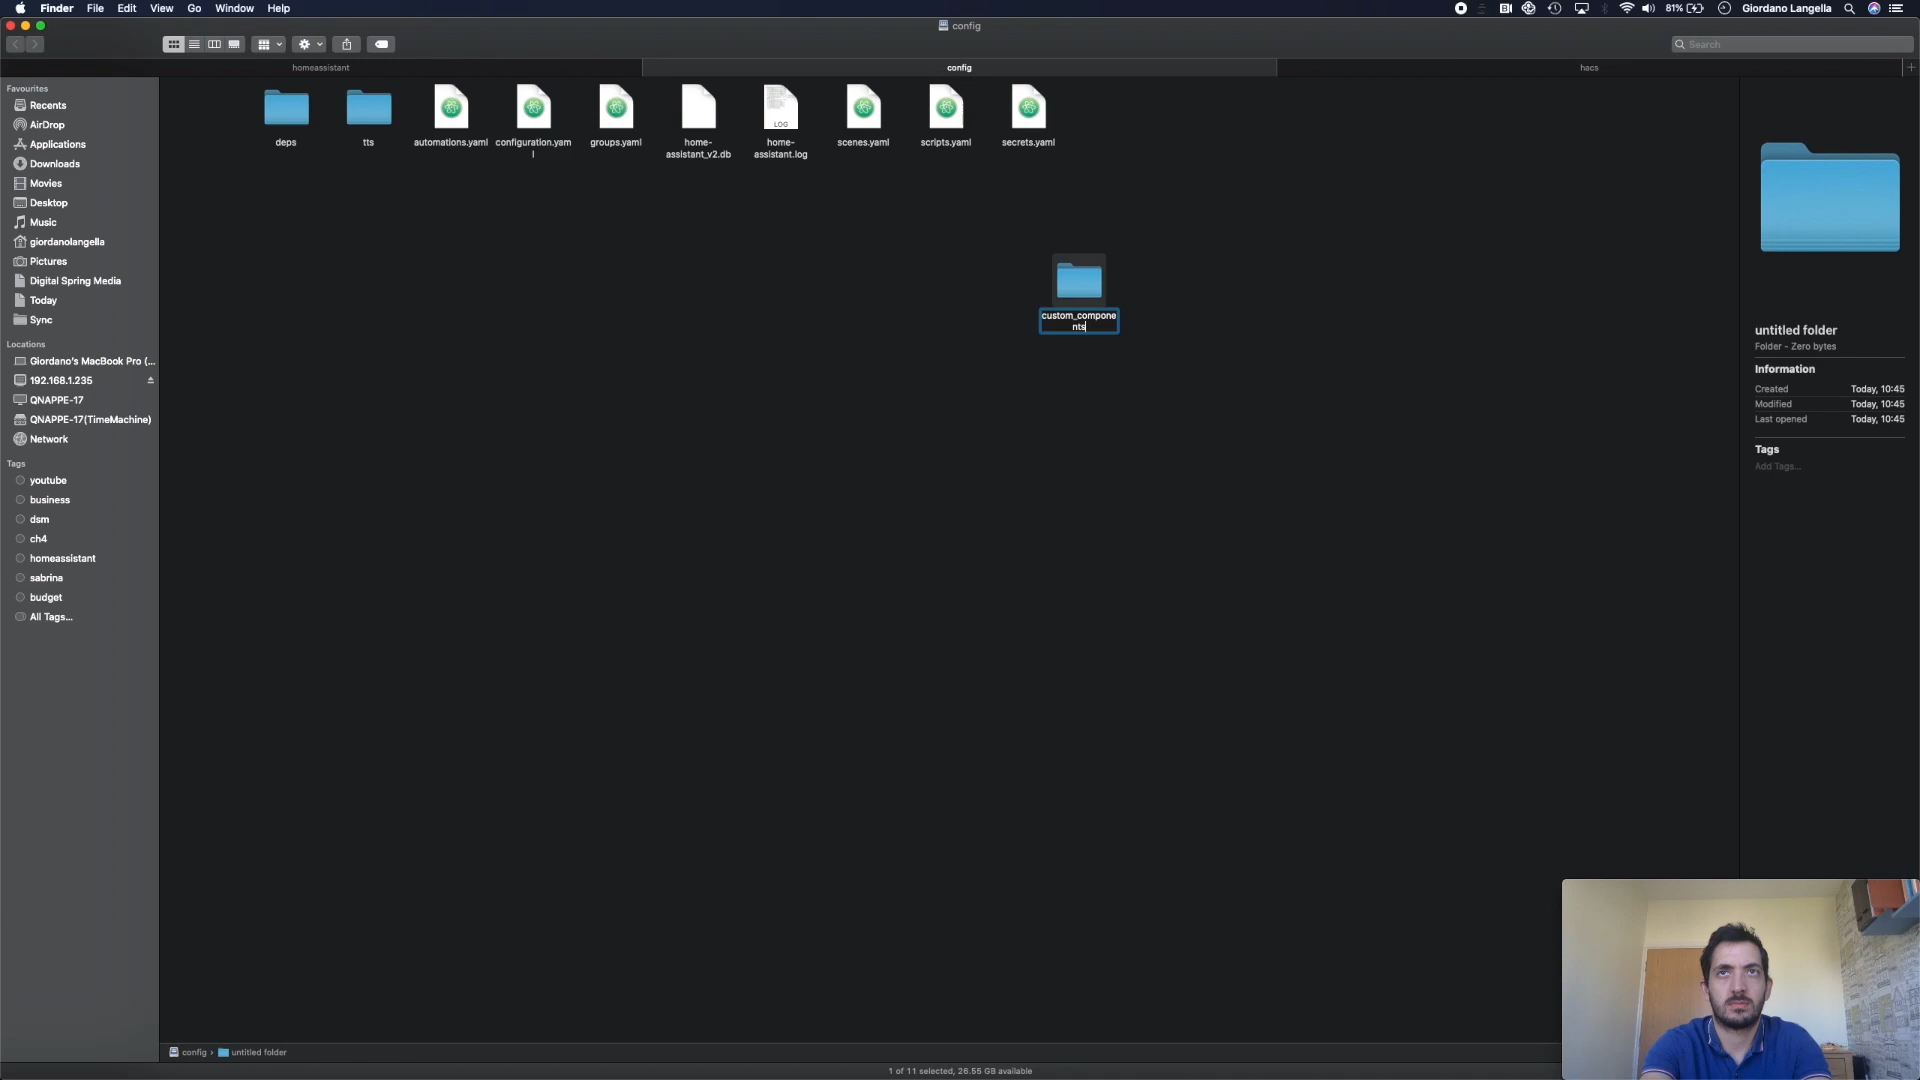 Finder File Edit View Go Window Help
81%
Giordano Langella
config
Search
homeassistant
config
hacs
Favourites
Recents
AirDrop
Applications
Downloads
Movies
Desktop
Music
giordanolangella
Pictures
Digital Spring Media
Today
Sync
Locations
Giordano's MacBook Pro (...
192.168.1.235
QNAPPE-17
QNAPPE-17(TimeMachine)
Network
Tags
youtube
business
dsm
ch4
homeassistant
sabrina
budget
All Tags...
deps
tts
automations.yaml
configuration.yam
l
groups.yaml
home-
assistant_v2.db
LOG
home-
assistant.log
scenes.yaml
scripts.yaml
secrets.yaml
custom_compone
nts
untitled folder
Folder - Zero bytes
Information
Created Today, 10:45
Modified Today, 10:45
Last opened Today, 10:45
Tags
Add Tags...
config › untitled folder
1 of 11 selected, 26.55 GB available